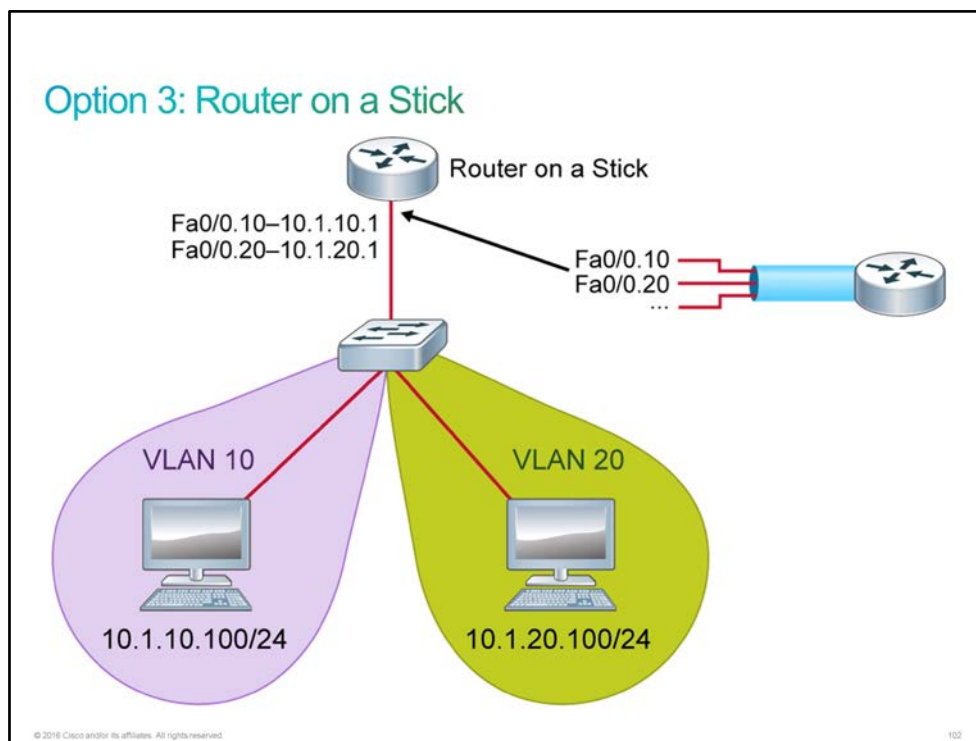 Option 3: Router on a Stick
Router on a Stick
Fa0/0.10–10.1.10.1
Fa0/0.20–10.1.20.1
Fa0/0.10
Fa0/0.20
...
VLAN 10
VLAN 20
10.1.10.100/24
10.1.20.100/24
© 2016 Cisco and/or its affiliates. All rights reserved.
102